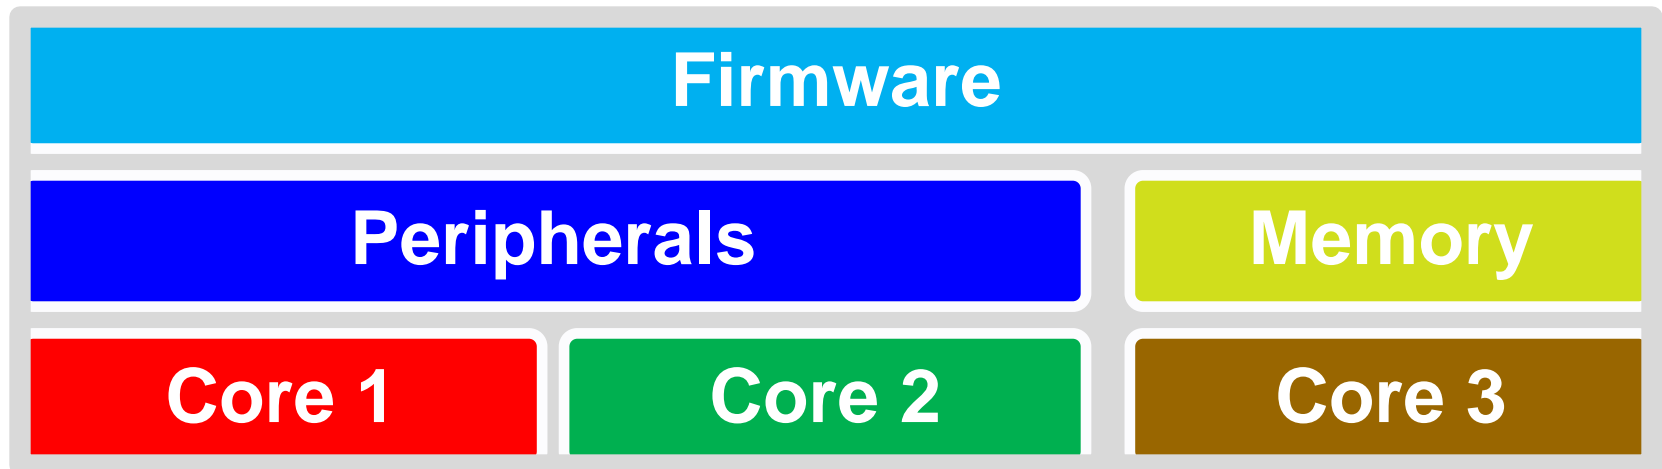 Firmware
Peripherals
Memory
Core 1
Core 2
Core 3